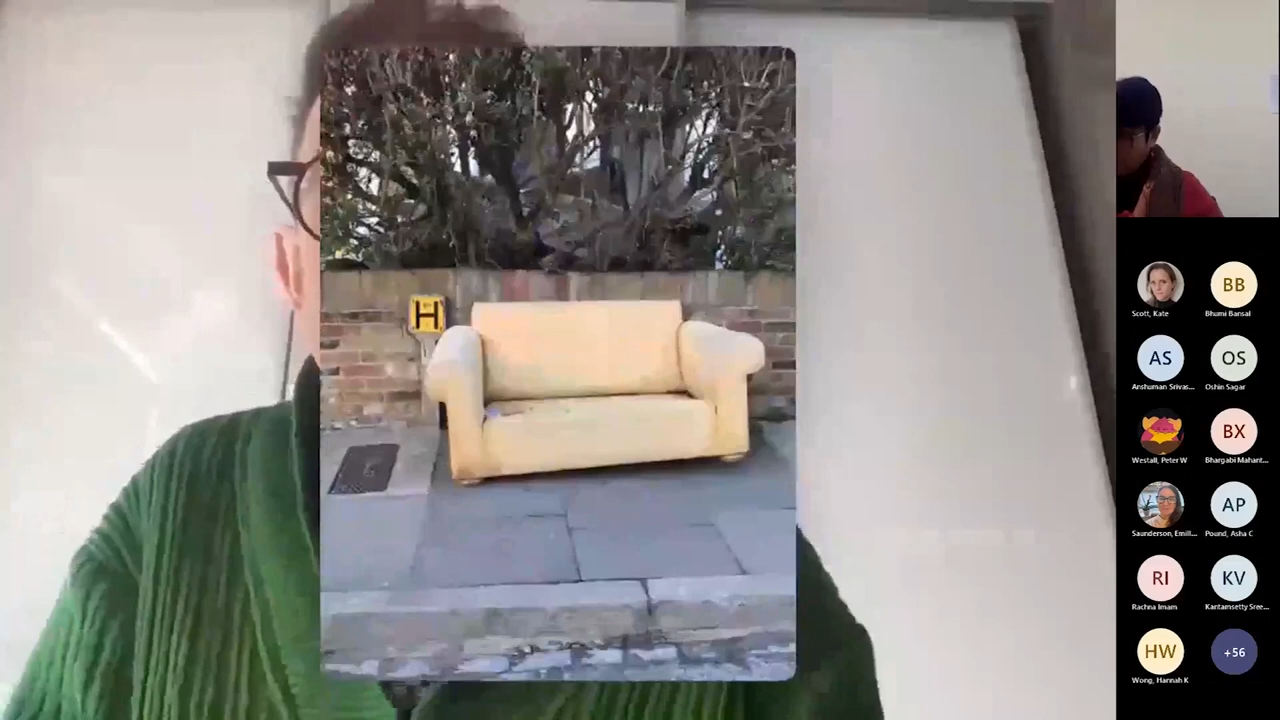 H
Scott, Kate
BB
Bhumi Bansal
AS
Anshuman Srivas...
OS
Oshin Sagar
Westall, Peter W
BX
Bhargabi Mahant...
Saunderson, Emil...
AP
Pound, Asha C
RI
Rachna Imam
KV
Kantamsetty Sree...
HW
Wong, Hannah K
+56